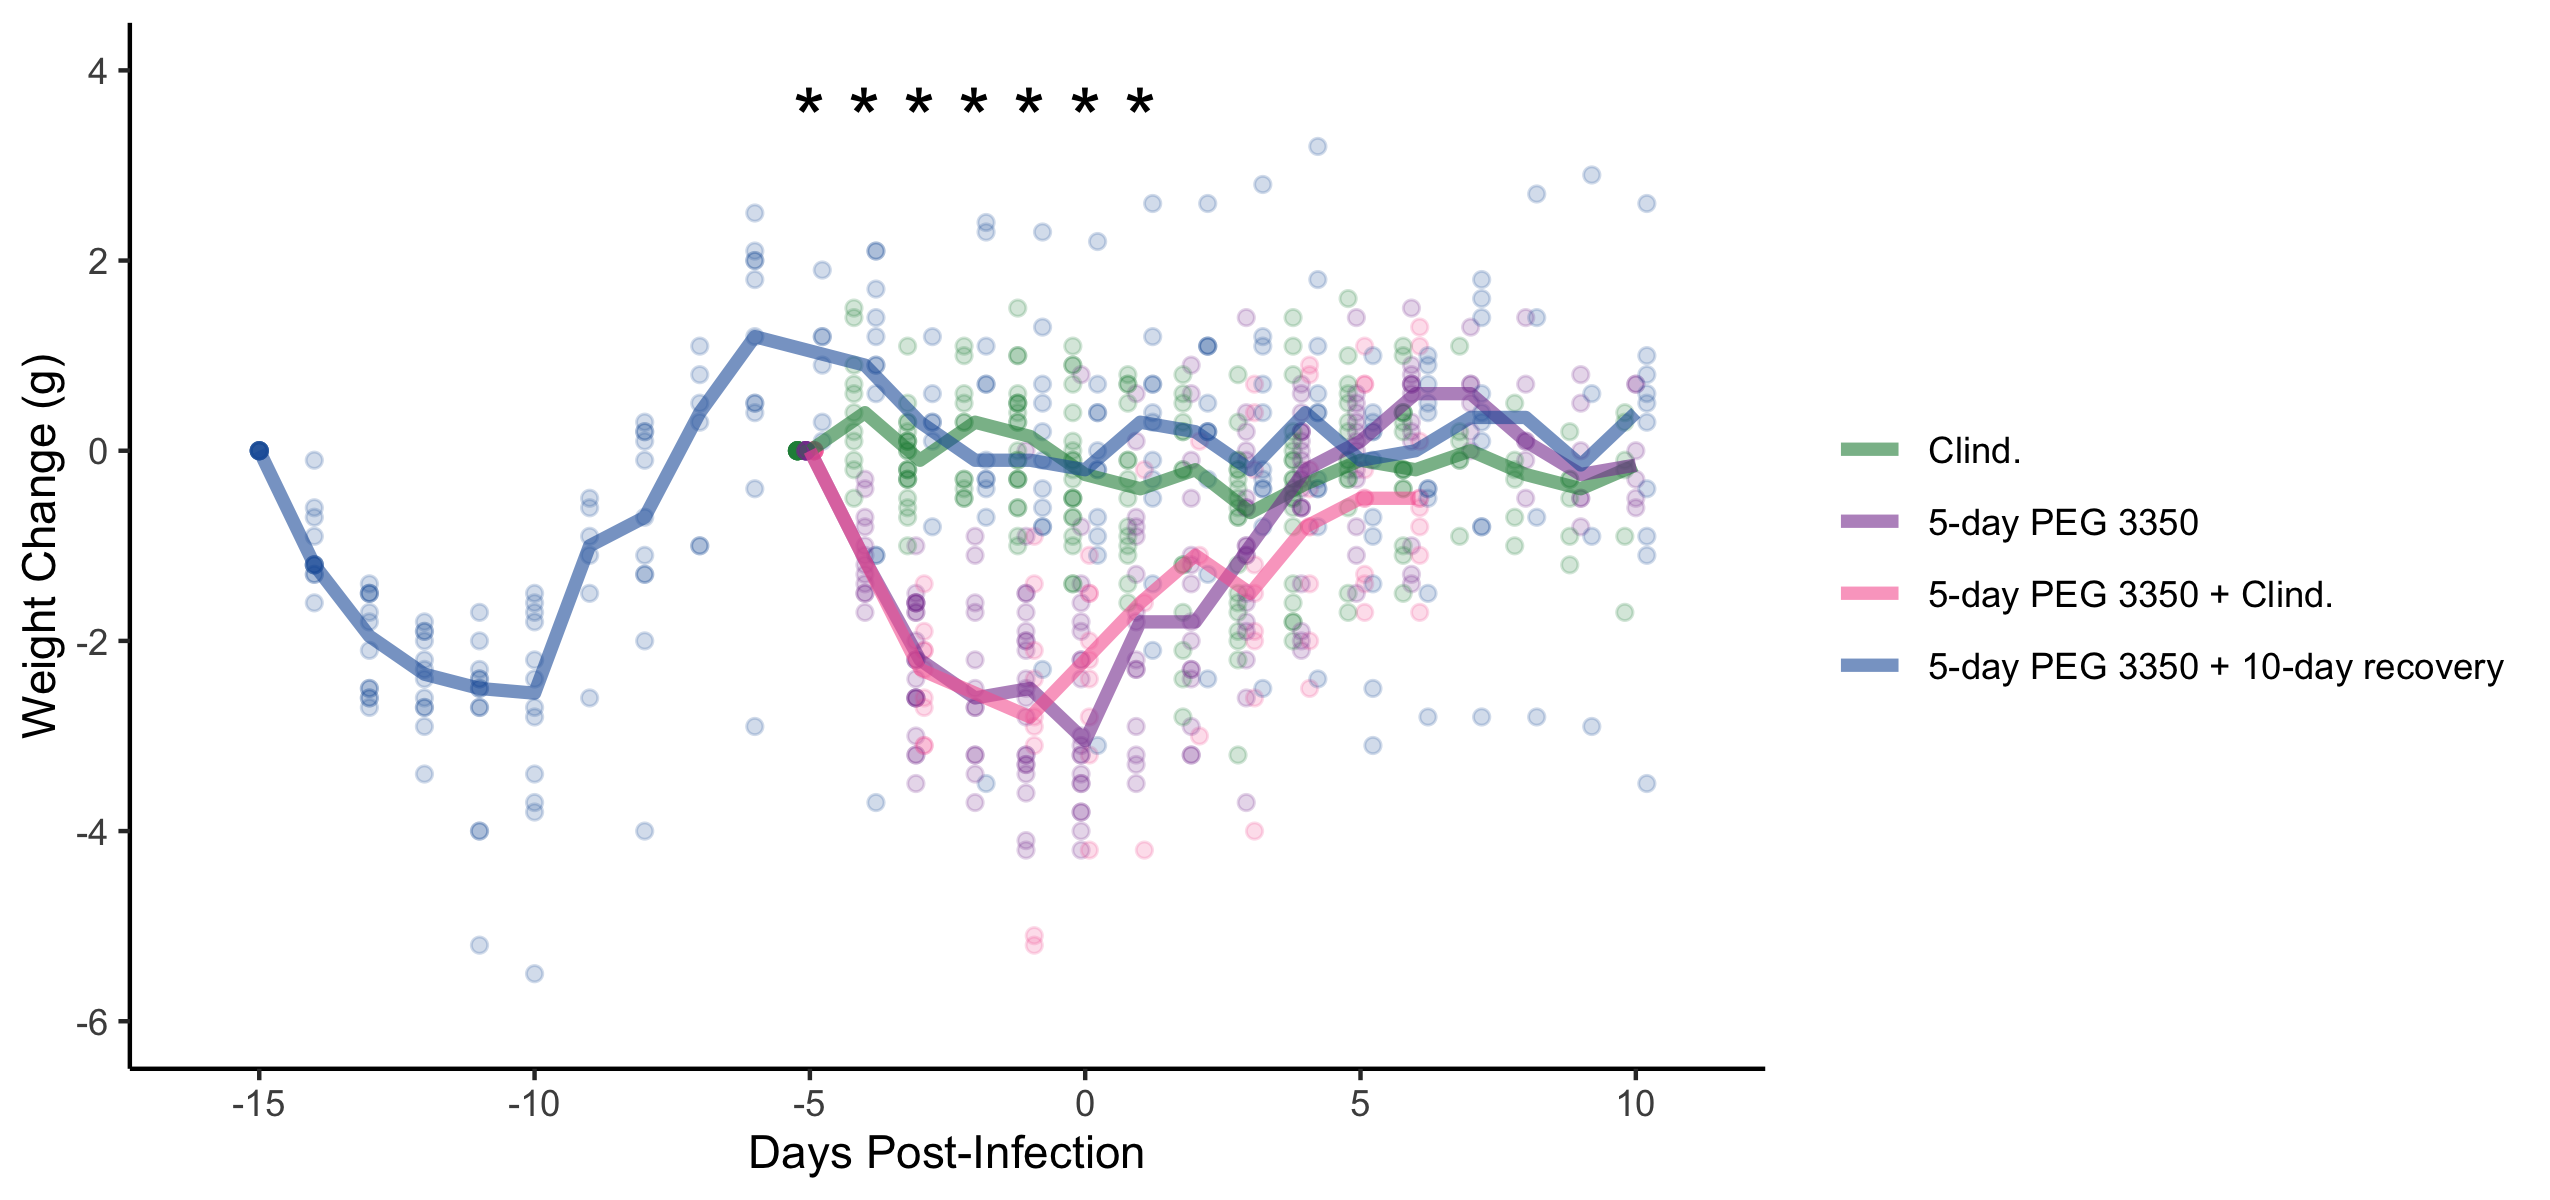 * * * * * * *
4
2
0
-2
-4
-6
Weight Change (g)
-15 -10 -5 0 5 10
Days Post-Infection
Clind.
5-day PEG 3350
5-day PEG 3350 + Clind.
5-day PEG 3350 + 10-day recovery